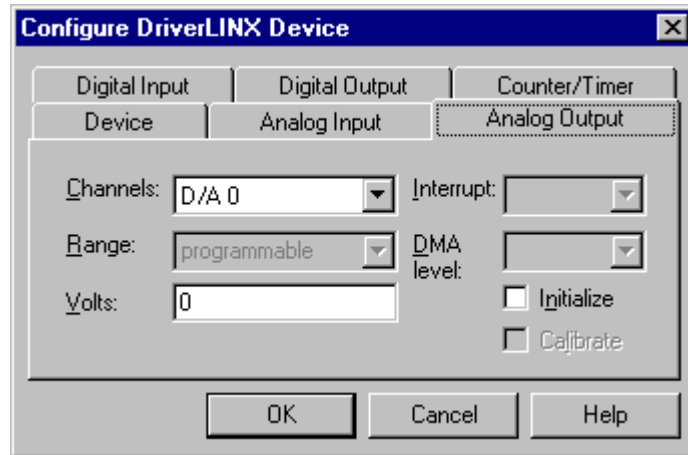 Configure DriverLINX Device
Digital Input Digital Output Counter/Timer
Device Analog Input Analog Output
Channels: D/A 0 Interrupt:
Range: programmable DMA level:
Volts: 0 Initialize
Calibrate
OK Cancel Help